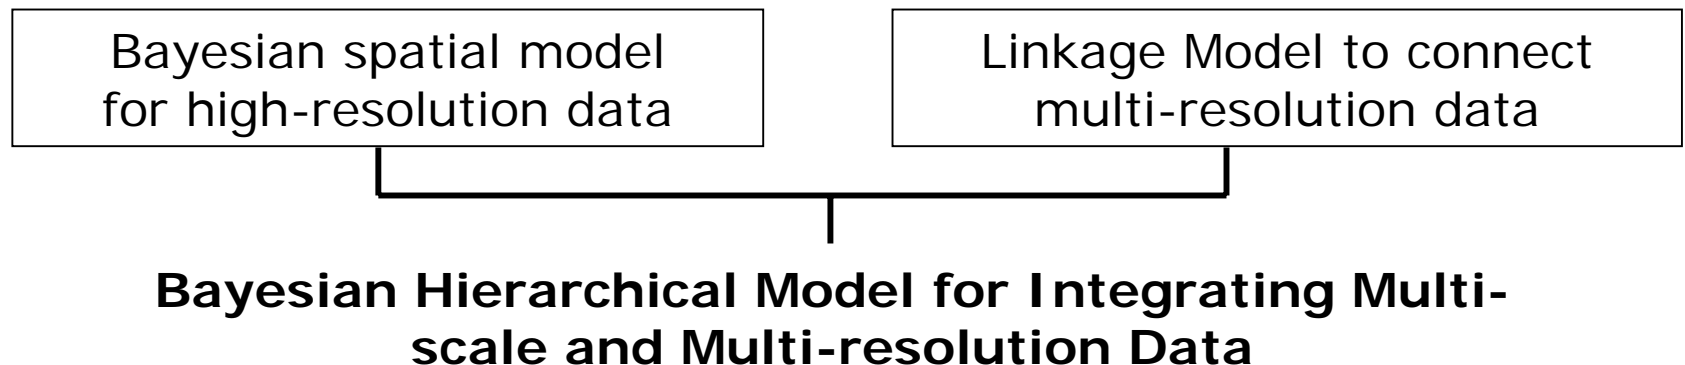 Bayesian spatial model
for high-resolution data
Linkage Model to connect
multi-resolution data
Bayesian Hierarchical Model for Integrating Multi-
scale and Multi-resolution Data